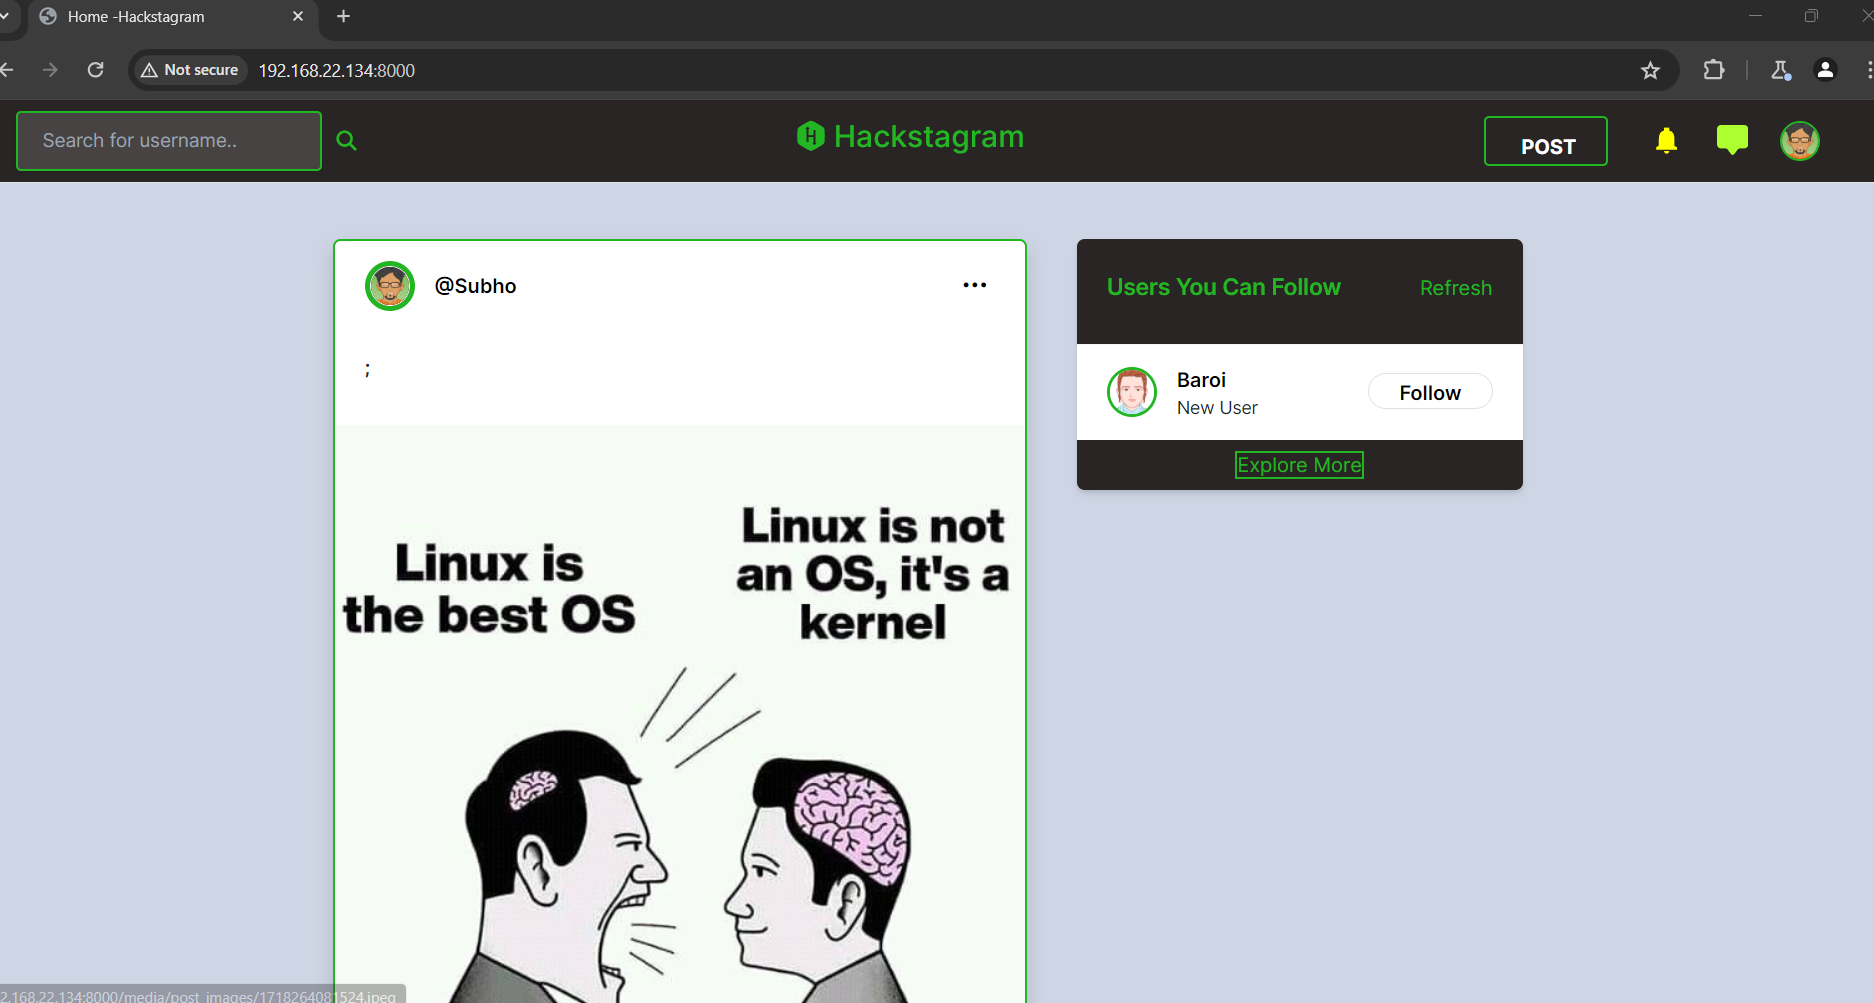 Home -Hackstagram
Not secure
192.168.22.134:8000
Search for username..
Hackstagram
POST
@Subho
;
Linux is
the best OS
Linux is not
an OS, it's a
kernel
Users You Can Follow
Refresh
Baroi
New User
Follow
Explore More
2.168.22.134:8000/media/post_images/1718264081524.jpeg